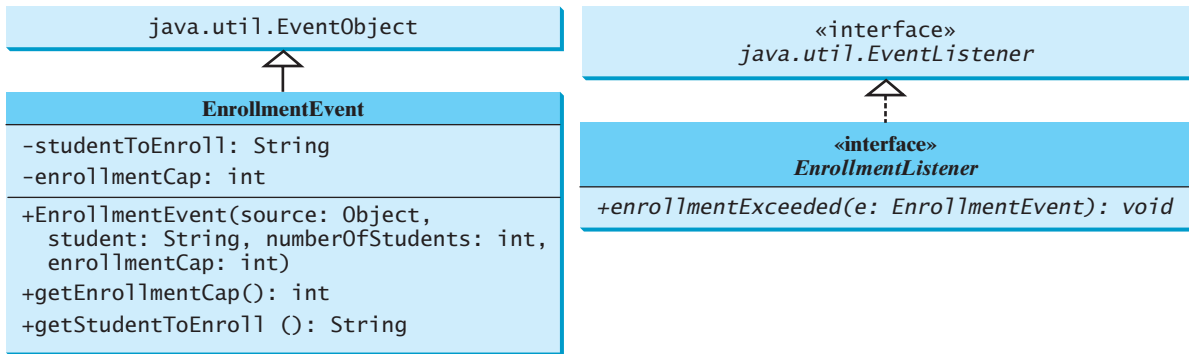 java.util.EventObject
EnrollmentEvent
-studentToEnroll: String
-enrollmentCap: int
+EnrollmentEvent(source: Object,
student: String, numberOfStudents: int,
enrollmentCap: int)
+getEnrollmentCap(): int
+getStudentToEnroll (): String
«interface»
java.util.EventListener
«interface»
EnrollmentListener
+enrollmentExceeded(e: EnrollmentEvent): void